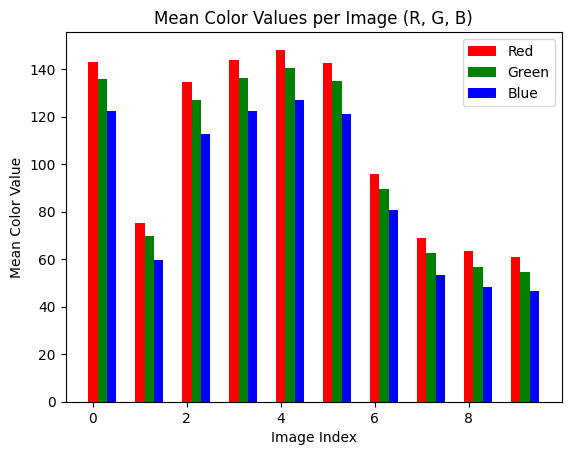 Mean Color Values per Image (R, G, B)
Red
Green
Blue
Mean Color Value
140
120
100
80
60
40
20
0
0 2 4 6 8
Image Index